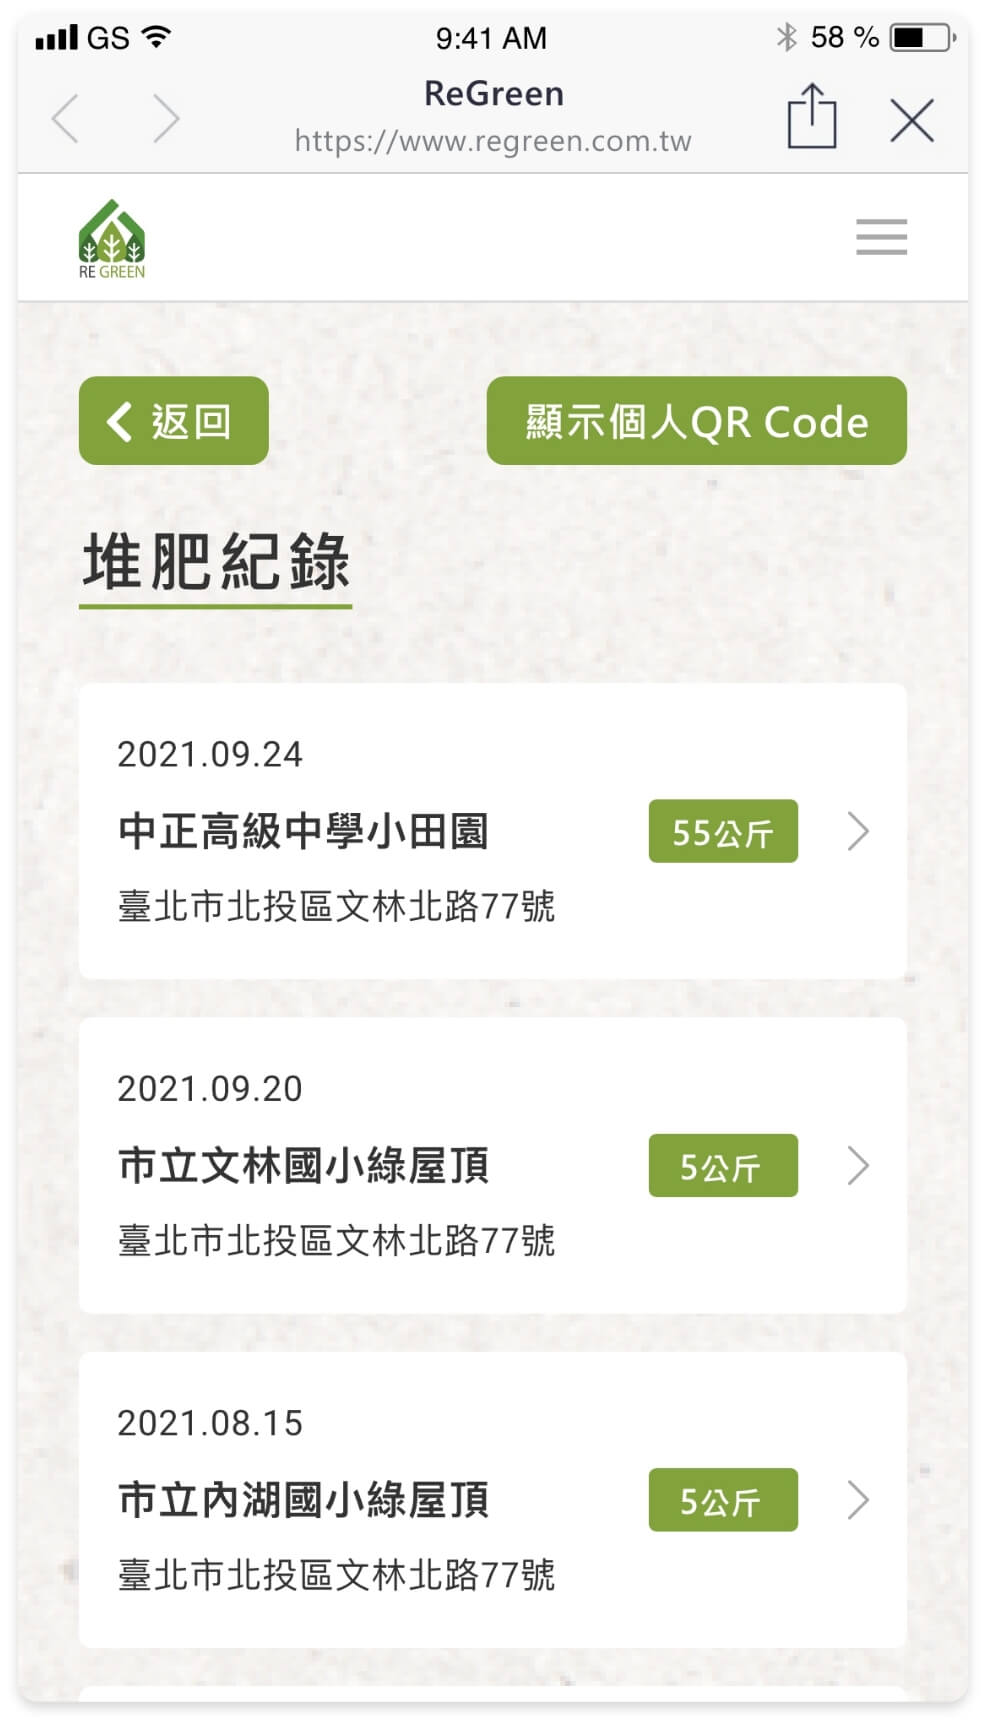 GS 9:41 AM 58 %
ReGreen
https://www.regreen.com.tw
RE GREEN
返回 顯示個人QR Code
堆肥紀錄
2021.09.24
中正高級中學小田園 55公斤
臺北市北投區文林北路77號
2021.09.20
市立文林國小綠屋頂 5公斤
臺北市北投區文林北路77號
2021.08.15
市立內湖國小綠屋頂 5公斤
臺北市北投區文林北路77號